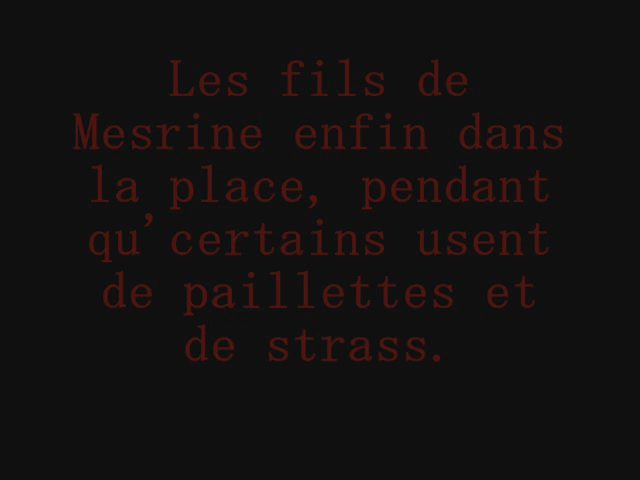 Les fils de
Mesrine enfin dans
la place, pendant
qu'certains usent
de paillettes et
de strass.